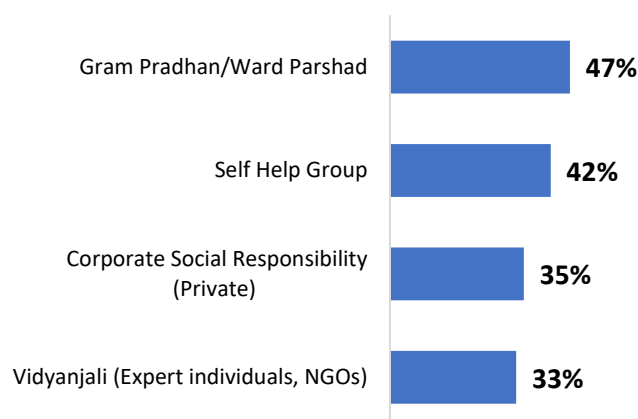 Gram Pradhan/Ward Parshad
47%
Self Help Group
42%
Corporate Social Responsibility
(Private)
35%
Vidyanjali (Expert individuals, NGOs)
33%